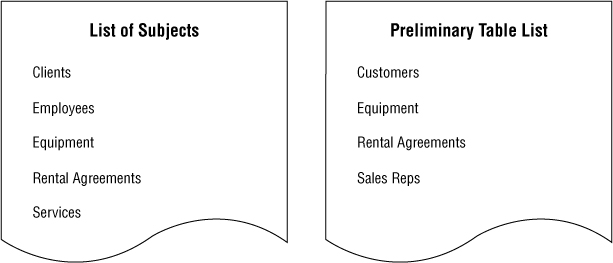 List of Subjects
Clients
Employees
Equipment
Rental Agreements
Services
Preliminary Table List
Customers
Equipment
Rental Agreements
Sales Reps